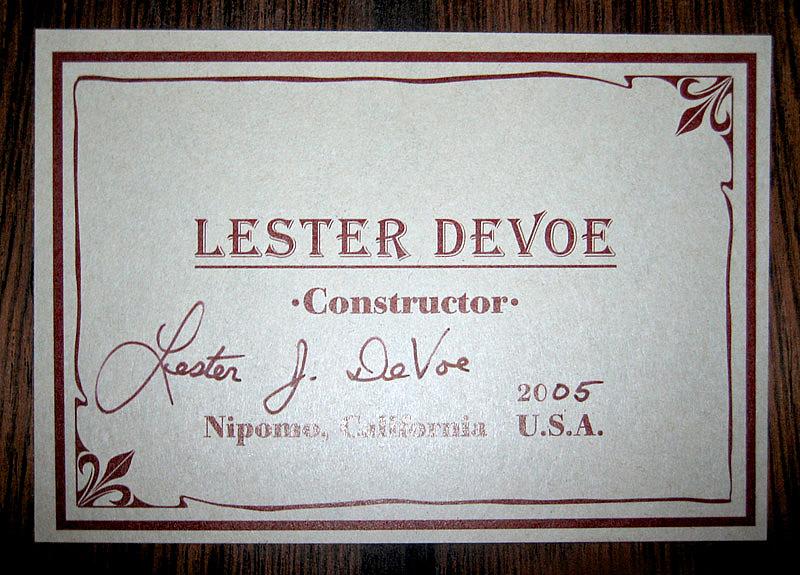 LESTER DEVOE
·Constructor·
Lester J. DeVoe
2005
Nipomo, California U.S.A.